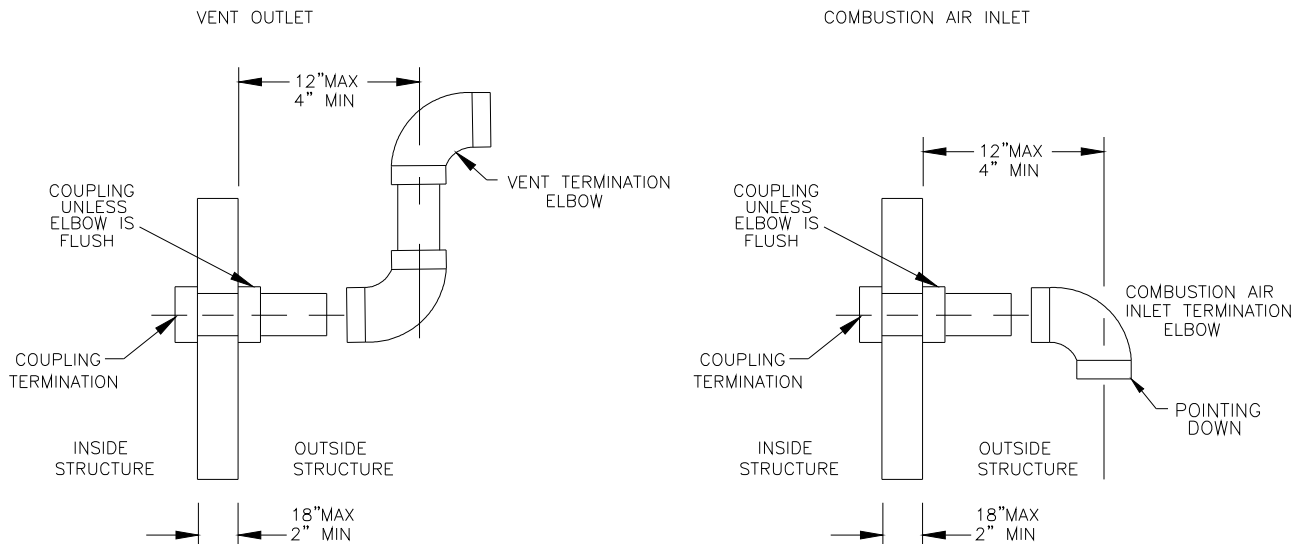 VENT OUTLET
12"MAX
4" MIN
VENT TERMINATION
ELBOW
COUPLING
UNLESS
ELBOW IS
FLUSH
COUPLING
TERMINATION
INSIDE
STRUCTURE
OUTSIDE
STRUCTURE
18"MAX
2" MIN
COMBUSTION AIR INLET
12"MAX
4" MIN
COUPLING
UNLESS
ELBOW IS
FLUSH
COMBUSTION AIR
INLET TERMINATION
ELBOW
COUPLING
TERMINATION
POINTING
DOWN
INSIDE
STRUCTURE
OUTSIDE
STRUCTURE
18"MAX
2" MIN